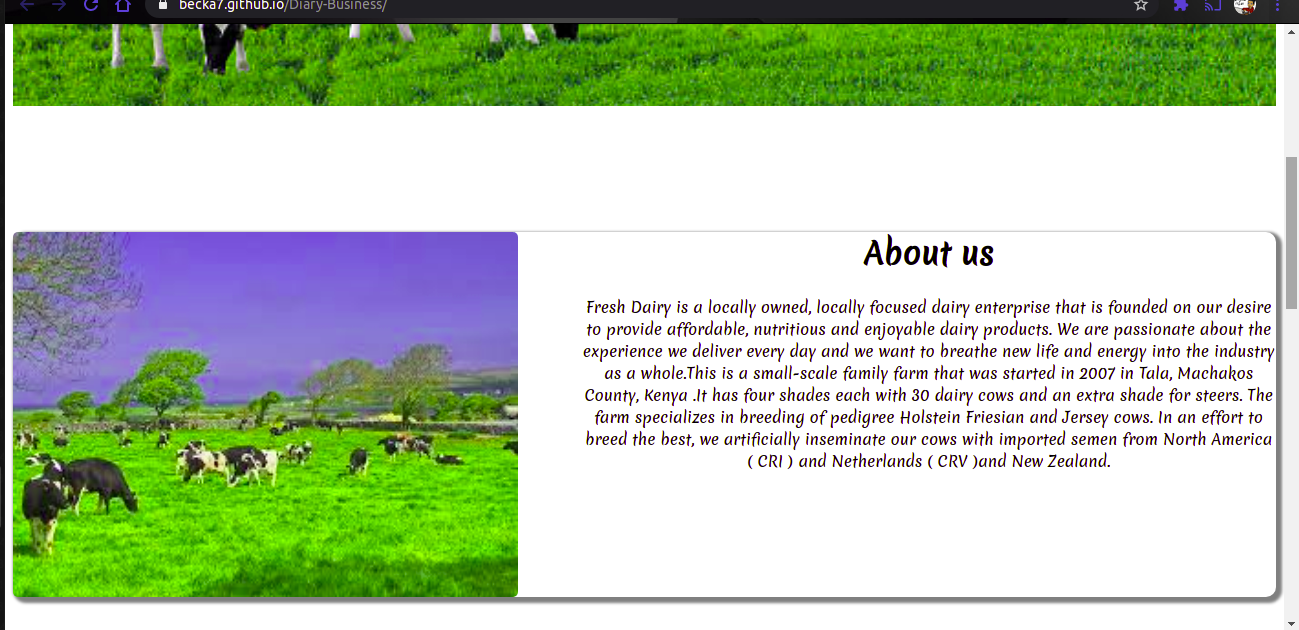 becka7.github.io/Diary-Business/
About us
Fresh Dairy is a locally owned, locally focused dairy enterprise that is founded on our desire
to provide affordable, nutritious and enjoyable dairy products. We are passionate about the
experience we deliver every day and we want to breathe new life and energy into the industry
as a whole.This is a small-scale family farm that was started in 2007 in Tala, Machakos
County, Kenya .It has four shades each with 30 dairy cows and an extra shade for steers. The
farm specializes in breeding of pedigree Holstein Friesian and Jersey cows. In an effort to
breed the best, we artificially inseminate our cows with imported semen from North America
( CRI ) and Netherlands ( CRV )and New Zealand.